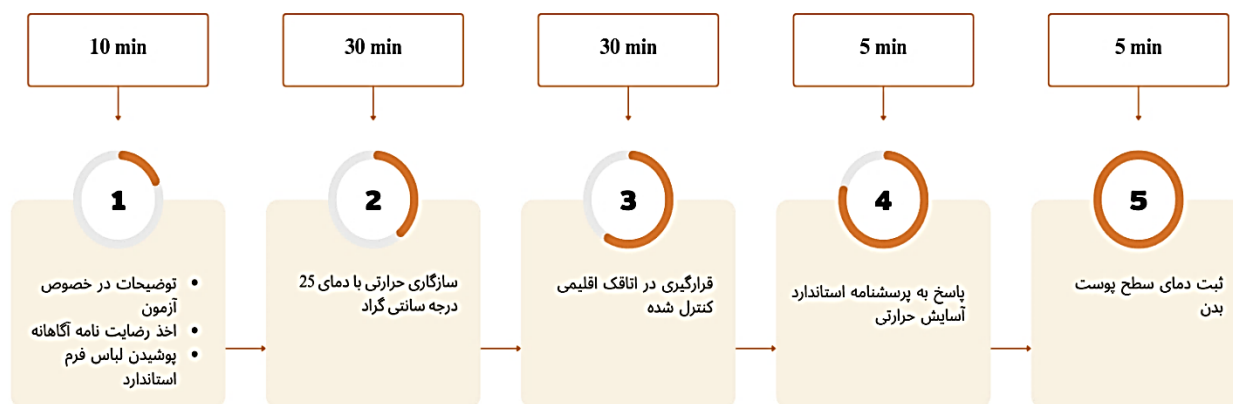 10 min
30 min
30 min
5 min
5 min
1
2
3
4
5
• توضیحات در خصوص
آزمون
• اخذ رضایت نامه آگاهانه
• پوشیدن لباس فرم
استاندارد
سازگاری حرارتی با دمای 25
درجه سانتی گراد
قرارگیری در اتاقک اقلیمی
کنترل شده
پاسخ به پرسشنامه استاندارد
آسایش حرارتی
ثبت دمای سطح پوست
بدن